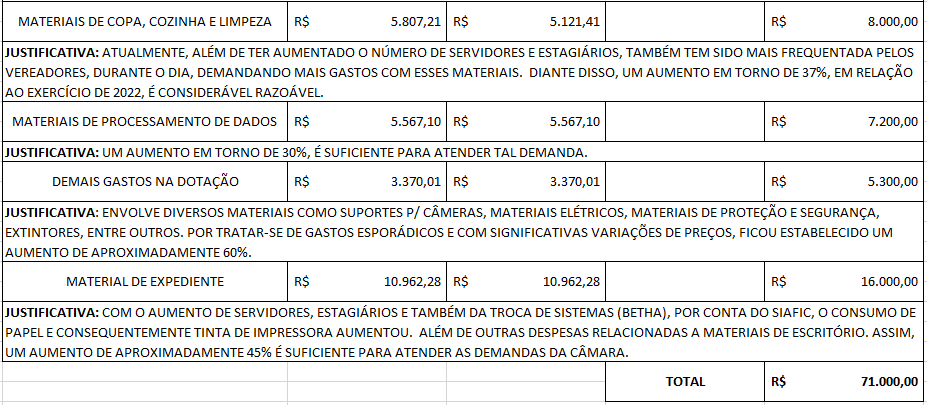 MATERIAIS DE COPA, COZINHA E LIMPEZA R$ 5.807,21 R$ 5.121,41 R$ 8.000,00
JUSTIFICATIVA: ATUALMENTE, ALÉM DE TER AUMENTADO O NÚMERO DE SERVIDORES E ESTAGIÁRIOS, TAMBÉM TEM SIDO MAIS FREQUENTADA PELOS
VEREADORES, DURANTE O DIA, DEMANDANDO MAIS GASTOS COM ESSES MATERIAIS. DIANTE DISSO, UM AUMENTO EM TORNO DE 37%, EM RELAÇÃO
AO EXERCÍCIO DE 2022, É CONSIDERÁVEL RAZOÁVEL.
MATERIAIS DE PROCESSAMENTO DE DADOS R$ 5.567,10 R$ 5.567,10 R$ 7.200,00
JUSTIFICATIVA: UM AUMENTO EM TORNO DE 30%, É SUFICIENTE PARA ATENDER TAL DEMANDA.
DEMAIS GASTOS NA DOTAÇÃO R$ 3.370,01 R$ 3.370,01 R$ 5.300,00
JUSTIFICATIVA: ENVOLVE DIVERSOS MATERIAIS COMO SUPORTES P/ CÂMERAS, MATERIAIS ELÉTRICOS, MATERIAIS DE PROTEÇÃO E SEGURANÇA,
EXTINTORES, ENTRE OUTROS. POR TRATAR-SE DE GASTOS ESPORÁDICOS E COM SIGNIFICATIVAS VARIAÇÕES DE PREÇOS, FICOU ESTABELECIDO UM
AUMENTO DE APROXIMADAMENTE 60%.
MATERIAL DE EXPEDIENTE R$ 10.962,28 R$ 10.962,28 R$ 16.000,00
JUSTIFICATIVA: COM O AUMENTO DE SERVIDORES, ESTAGIÁRIOS E TAMBÉM DA TROCA DE SISTEMAS (BETHA), POR CONTA DO SIAFIC, O CONSUMO DE
PAPEL E CONSEQUENTEMENTE TINTA DE IMPRESSORA AUMENTOU. ALÉM DE OUTRAS DESPESAS RELACIONADAS A MATERIAIS DE ESCRITÓRIO. ASSIM,
UM AUMENTO DE APROXIMADAMENTE 45% É SUFICIENTE PARA ATENDER AS DEMANDAS DA CÂMARA.
TOTAL R$ 71.000,00